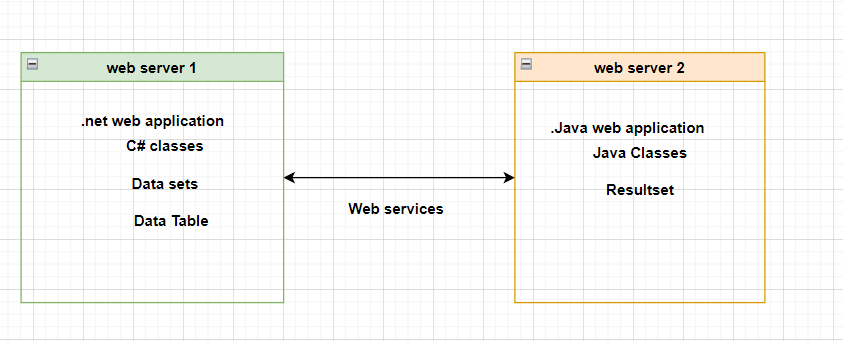 web server 1
.net web application
C# classes
Data sets
Data Table
Web services
web server 2
.Java web application
Java Classes
Resultset